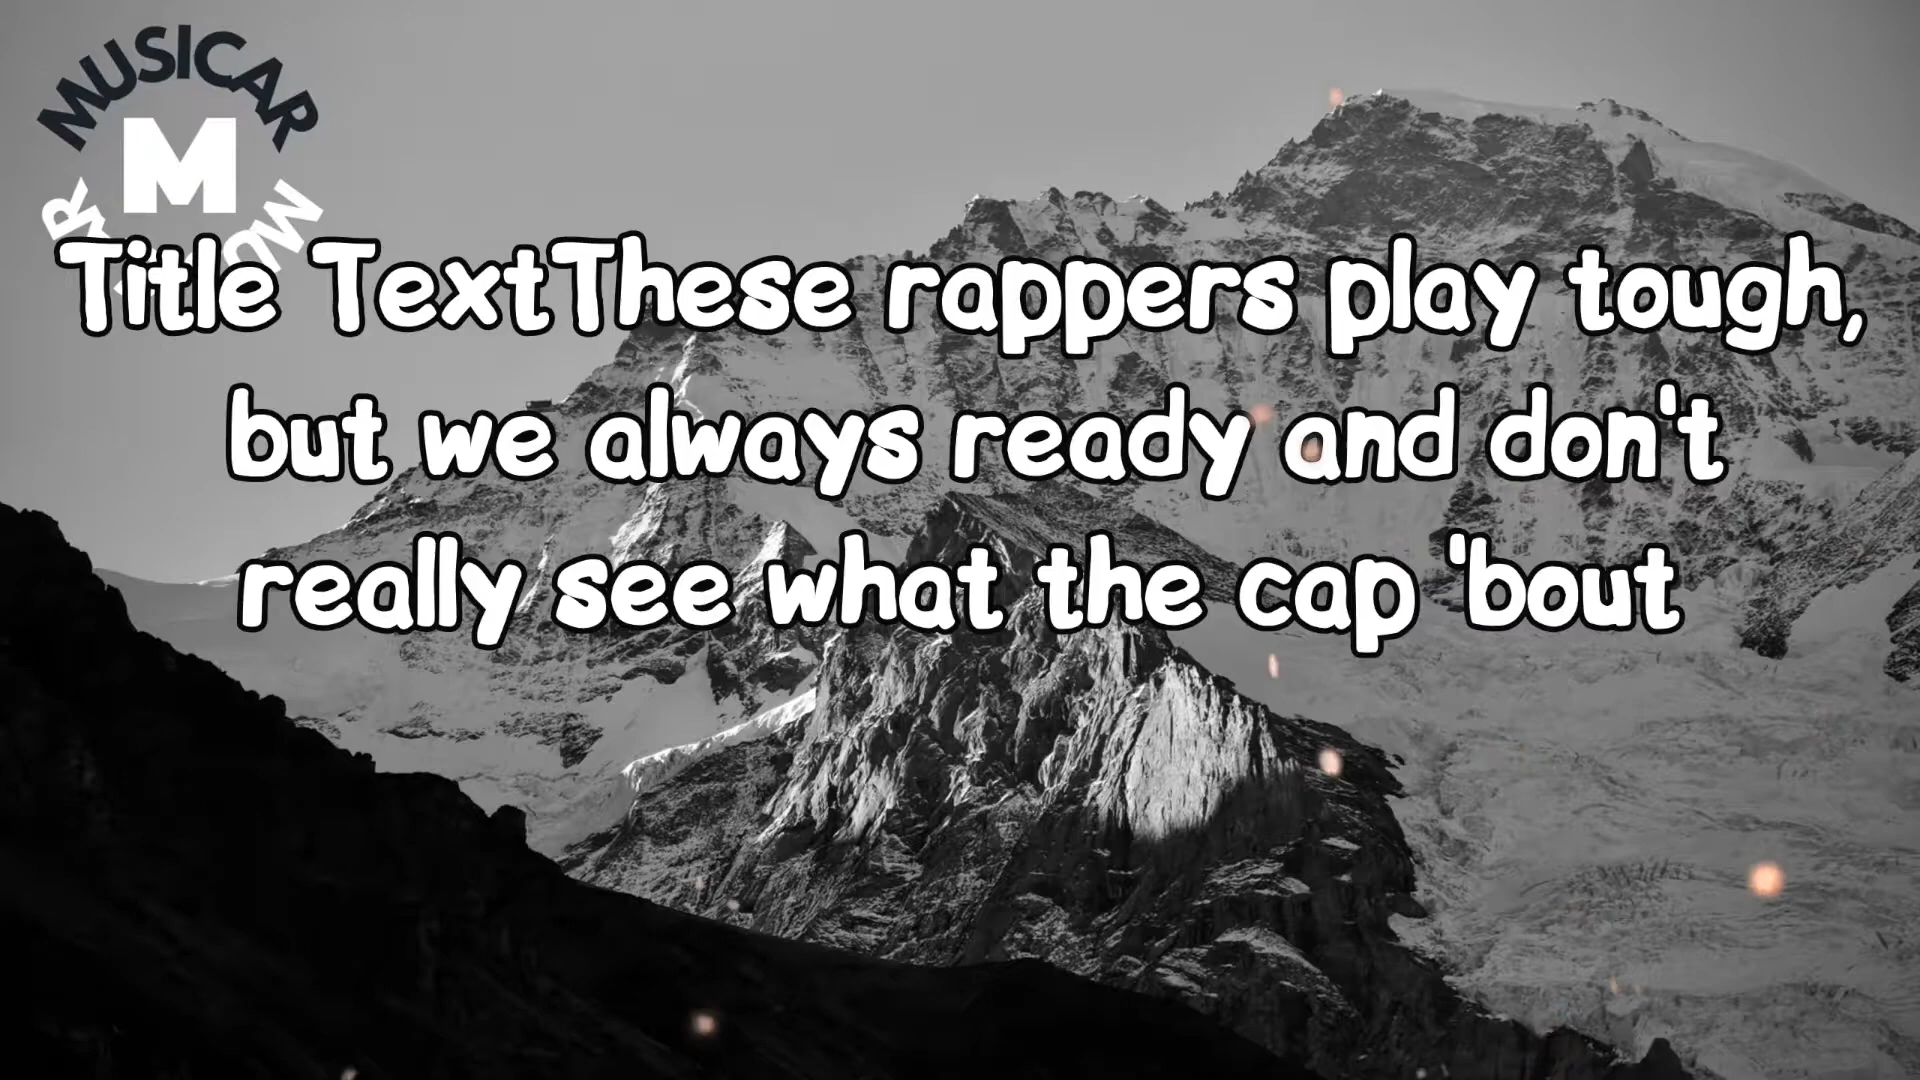 MUSICAR
M
Title TextThese rappers play tough,
but we always ready and don't
really see what the cap 'bout